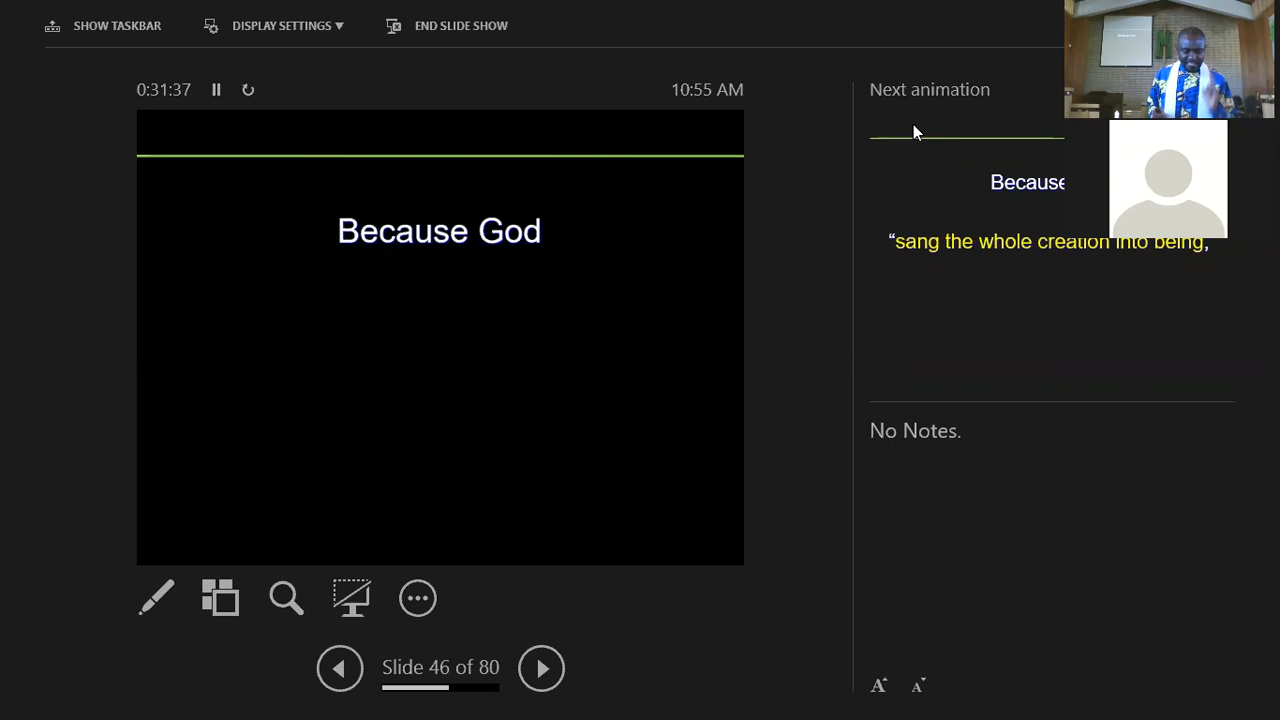 SHOW TASKBAR DISPLAY SETTINGS END SLIDE SHOW
0:31:37 10:55 AM
Because God
Next animation
Because
“sang the whole creation into being,
No Notes.
Slide 46 of 80
A A